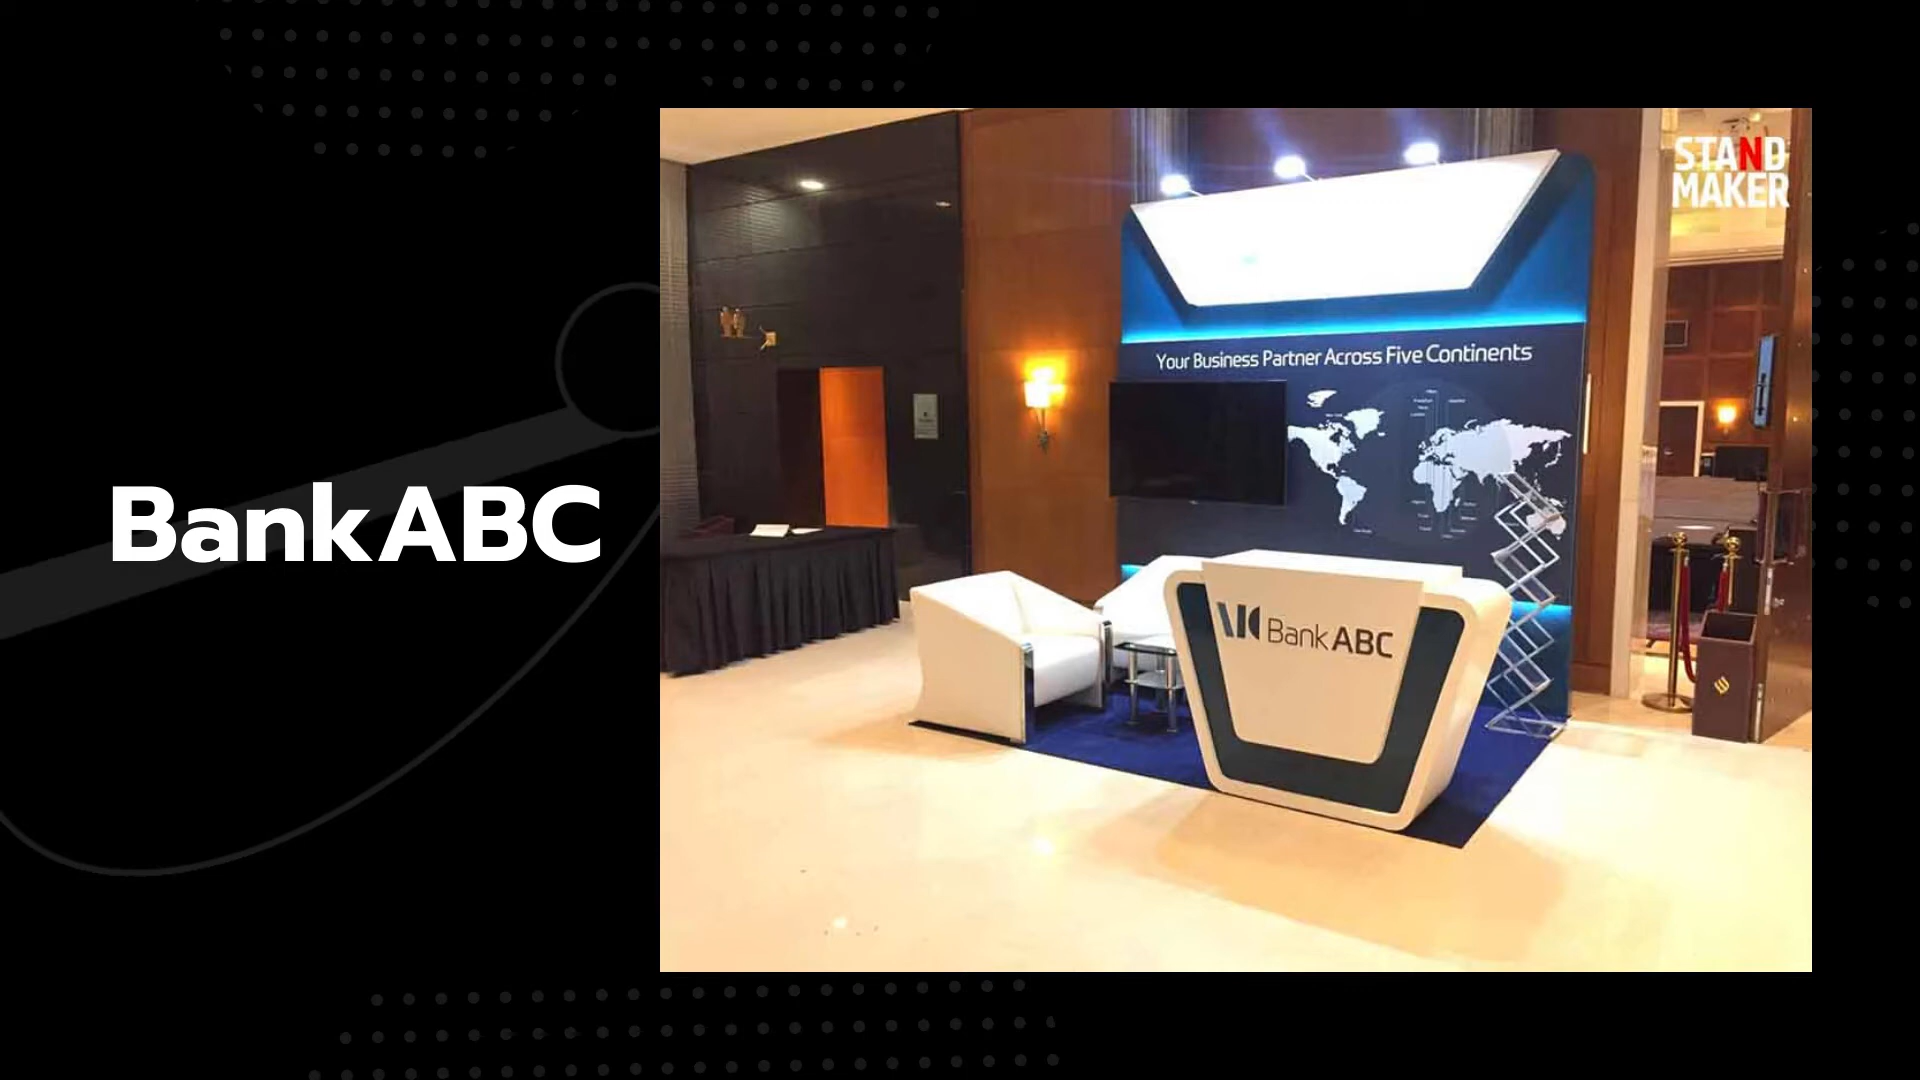 BankABC
STAND
MAKER
Your Business Partner Across Five Continents
Bank ABC